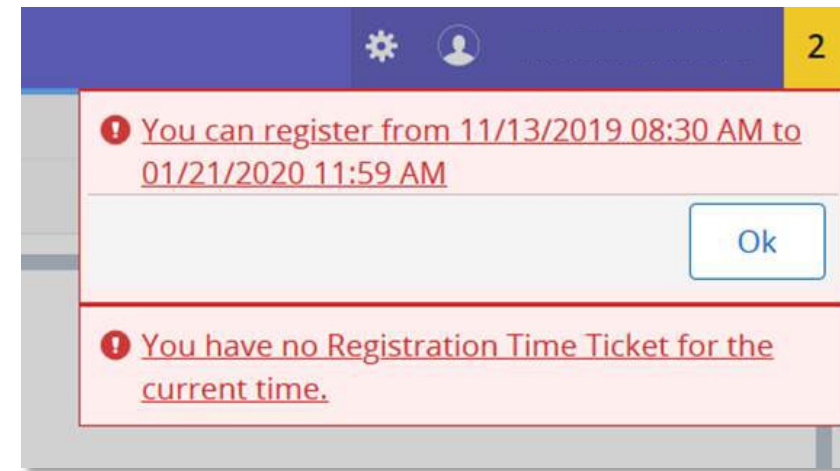 2
You can register from 11/13/2019 08:30 AM to
01/21/2020 11:59 AM
Ok
You have no Registration Time Ticket for the
current time.